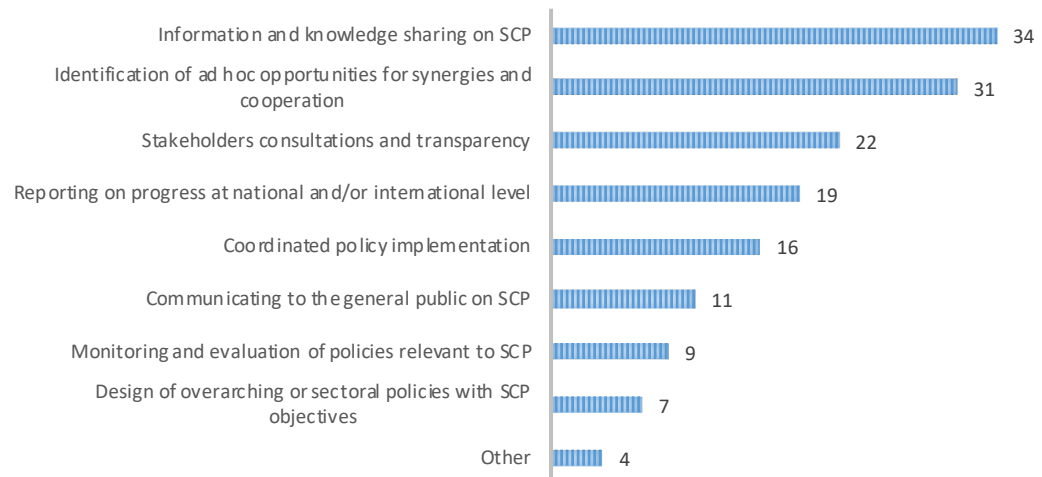 Information and knowledge sharing on SCP
34
Identification of ad hoc opportunities for synergies and
cooperation
31
Stakeholders consultations and transparency
22
Reporting on progress at national and/or international level
19
Coordinated policy implementation
16
Communicating to the general public on SCP
11
Monitoring and evaluation of policies relevant to SCP
9
Design of overarching or sectoral policies with SCP
objectives
7
Other
4